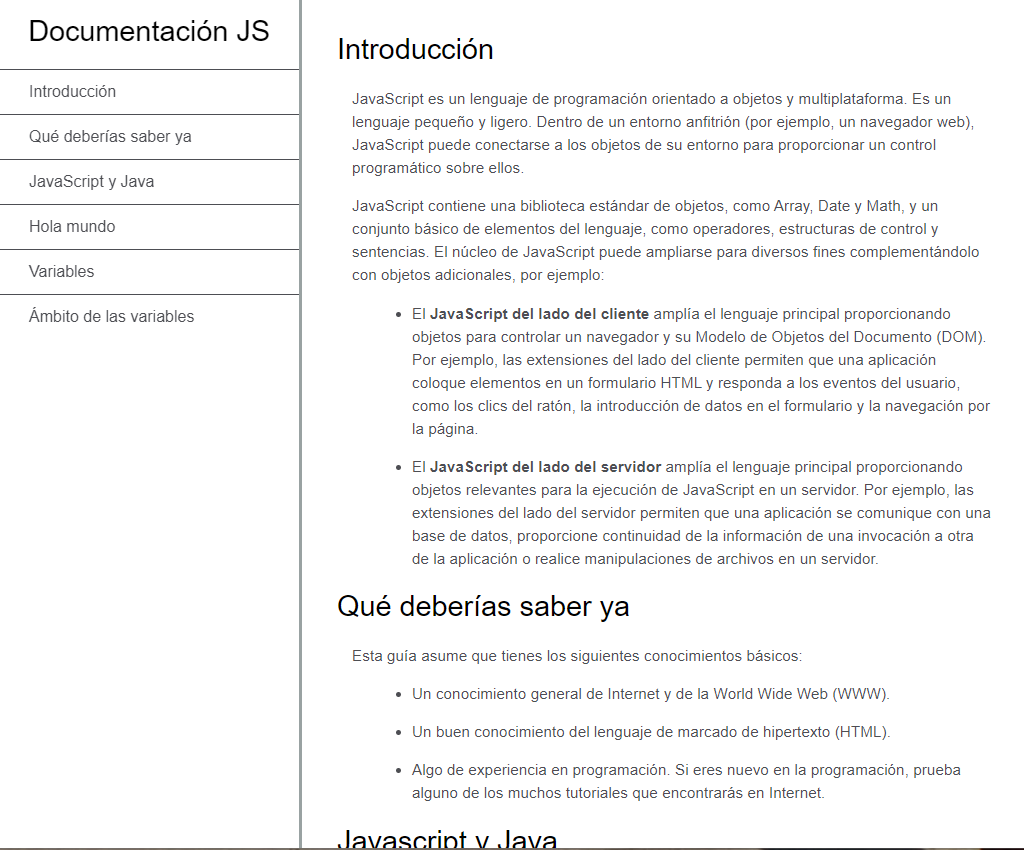 Documentación JS
Introducción
Qué deberías saber ya
JavaScript y Java
Hola mundo
Variables
Ámbito de las variables
Introducción
JavaScript es un lenguaje de programación orientado a objetos y multiplataforma. Es un
lenguaje pequeño y ligero. Dentro de un entorno anfitrión (por ejemplo, un navegador web),
JavaScript puede conectarse a los objetos de su entorno para proporcionar un control
programático sobre ellos.
JavaScript contiene una biblioteca estándar de objetos, como Array, Date y Math, y un
conjunto básico de elementos del lenguaje, como operadores, estructuras de control y
sentencias. El núcleo de JavaScript puede ampliarse para diversos fines complementándolo
con objetos adicionales, por ejemplo:
• El JavaScript del lado del cliente amplía el lenguaje principal proporcionando
objetos para controlar un navegador y su Modelo de Objetos del Documento (DOM).
Por ejemplo, las extensiones del lado del cliente permiten que una aplicación
coloque elementos en un formulario HTML y responda a los eventos del usuario,
como los clics del ratón, la introducción de datos en el formulario y la navegación por
la página.
• El JavaScript del lado del servidor amplía el lenguaje principal proporcionando
objetos relevantes para la ejecución de JavaScript en un servidor. Por ejemplo, las
extensiones del lado del servidor permiten que una aplicación se comunique con una
base de datos, proporcione continuidad de la información de una invocación a otra
de la aplicación o realice manipulaciones de archivos en un servidor.
Qué deberías saber ya
Esta guía asume que tienes los siguientes conocimientos básicos:
• Un conocimiento general de Internet y de la World Wide Web (WWW).
• Un buen conocimiento del lenguaje de marcado de hipertexto (HTML).
• Algo de experiencia en programación. Si eres nuevo en la programación, prueba
alguno de los muchos tutoriales que encontrarás en Internet.
Javascript y Java